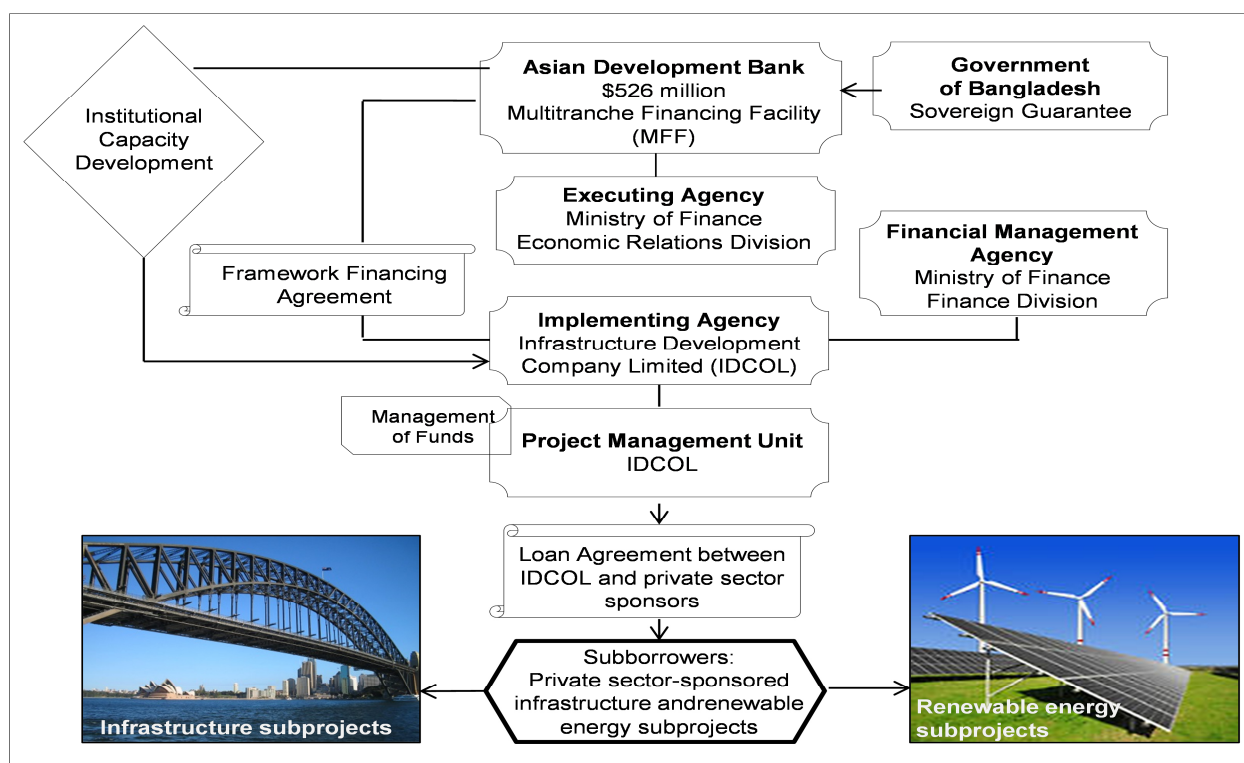 Asian Development Bank
$526 million
Multitranche Financing Facility
(MFF)
Government
of Bangladesh
Sovereign Guarantee
Institutional
Capacity
Development
Executing Agency
Ministry of Finance
Economic Relations Division
Financial Management
Agency
Ministry of Finance
Finance Division
Framework Financing
Agreement
Implementing Agency
Infrastructure Development
Company Limited (IDCOL)
Management
of Funds
Project Management Unit
IDCOL
Loan Agreement between
IDCOL and private sector
sponsors
Subborrowers:
Private sector-sponsored
infrastructure andrenewable
energy subprojects
Infrastructure subprojects
Renewable energy
subprojects